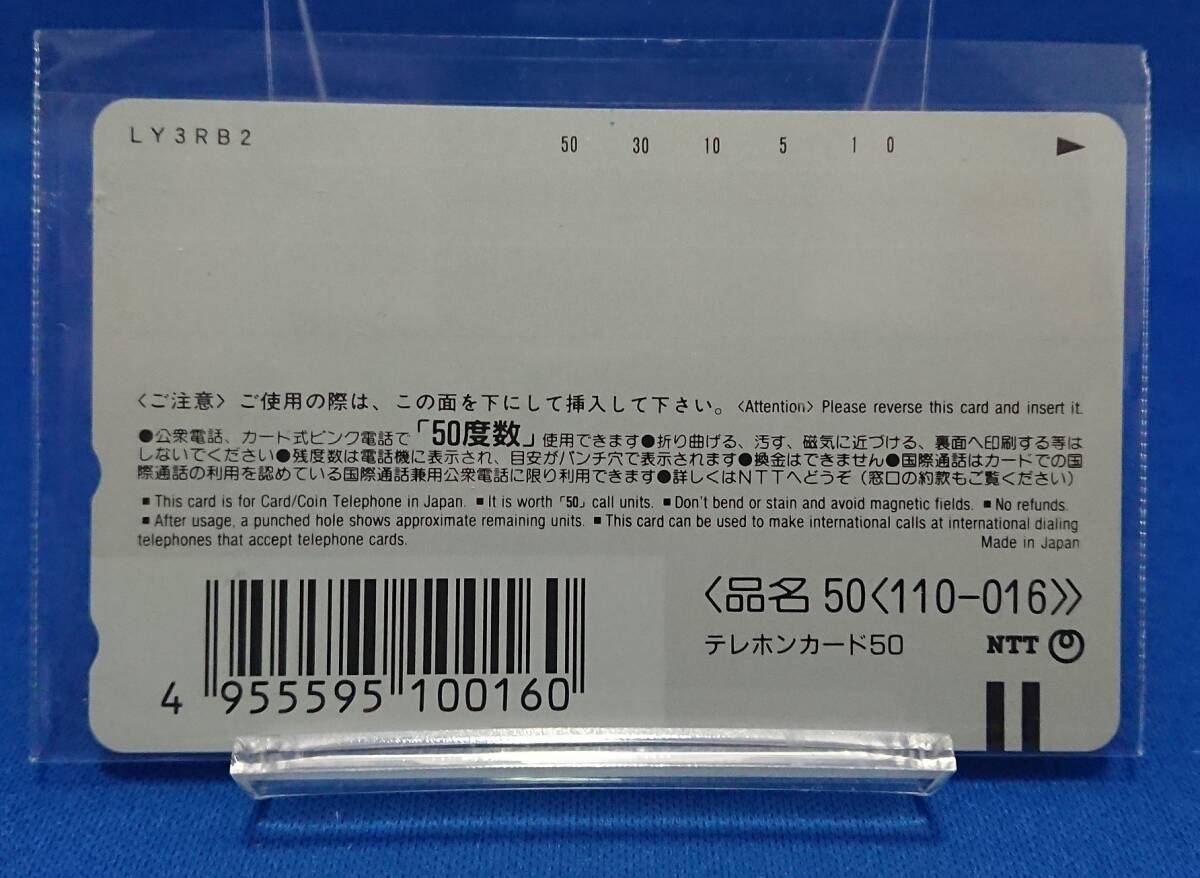 LY3RB2
50 30 10 5 1 0
〈ご注意〉ご使用の際は、この面を下にして挿入して下さい。〈Attention〉Please reverse this card and insert it.
●公衆電話、カード式ピンク電話で「50度数」使用できます●折り曲げる、汚す、磁気に近づける、裏面へ印刷する等は
しないでください●残度数は電話機に表示され、目安がパンチ穴で表示されます●換金はできません●国際通話はカードでの国
際通話の利用を認めている国際通話兼用公衆電話に限り利用できます●詳しくはNTTへどうぞ（窓口の約款もご覧ください）
■ This card is for Card/Coin Telephone in Japan. ■ It is worth「50」call units. ■ Don't bend or stain and avoid magnetic fields. ■ No refunds.
■ After usage, a punched hole shows approximate remaining units. ■ This card can be used to make international calls at international dialing
telephones that accept telephone cards.
Made in Japan
〈品名 50〈110-016〉〉
テレホンカード50
NTT
4 955595 100160